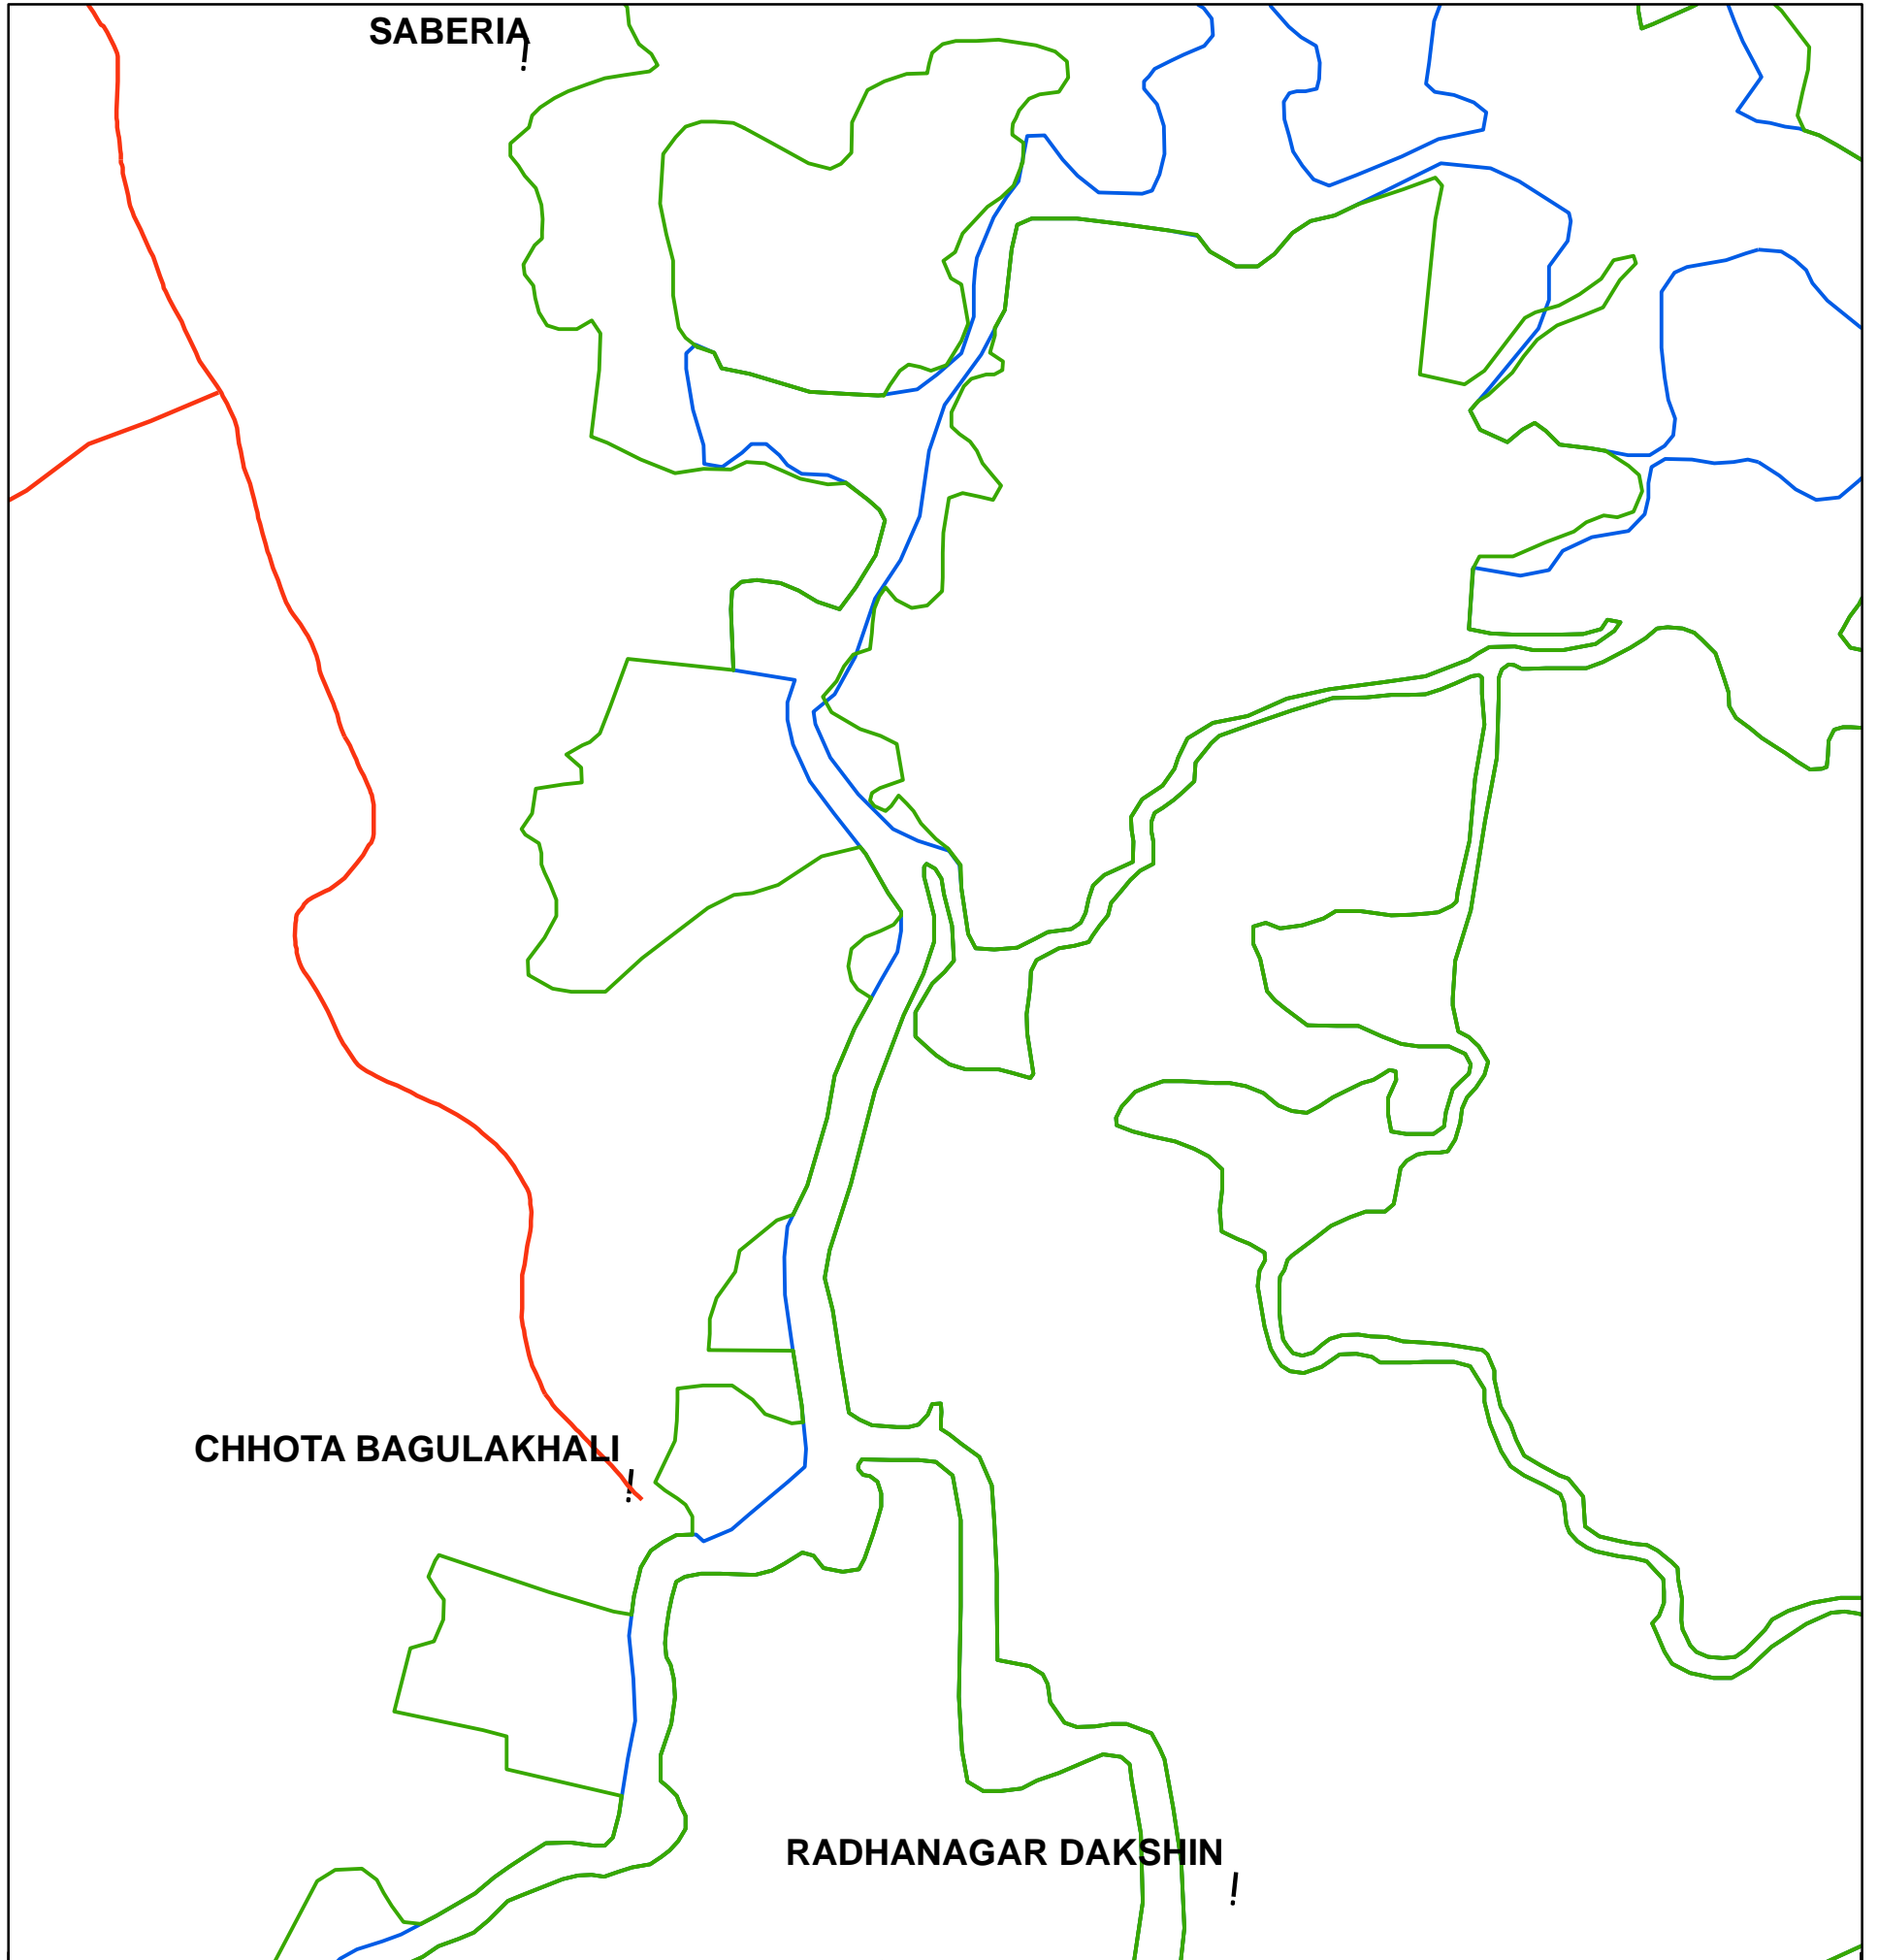 SABERIA
!
CHHOTA BAGULAKHALI
!
RADHANAGAR DAKSHIN
!